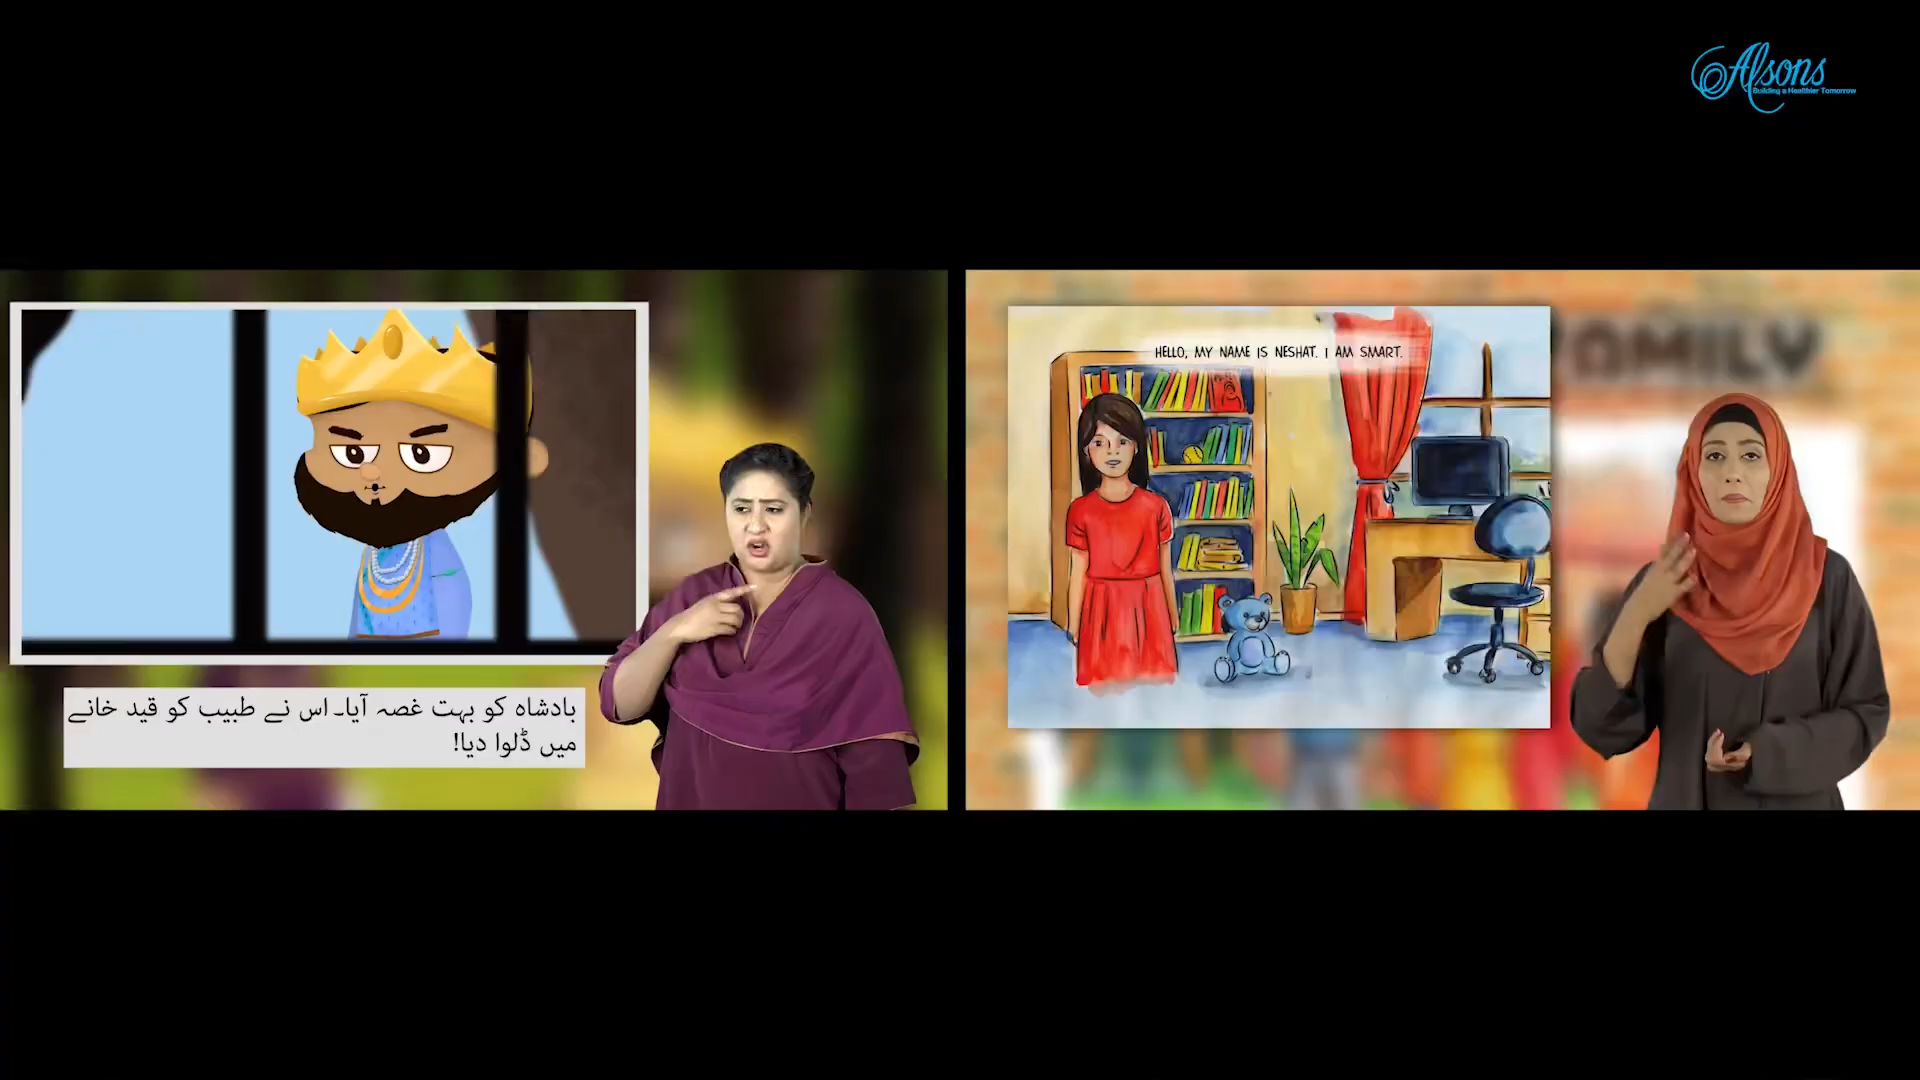 Alsons
Building a Healthier Tomorrow
بادشاہ کو بہت غصہ آیا۔ اس نے طبیب کو قید خانے
میں ڈلوا دیا!
HELLO, MY NAME IS NESHAT. I AM SMART.
FAMILY